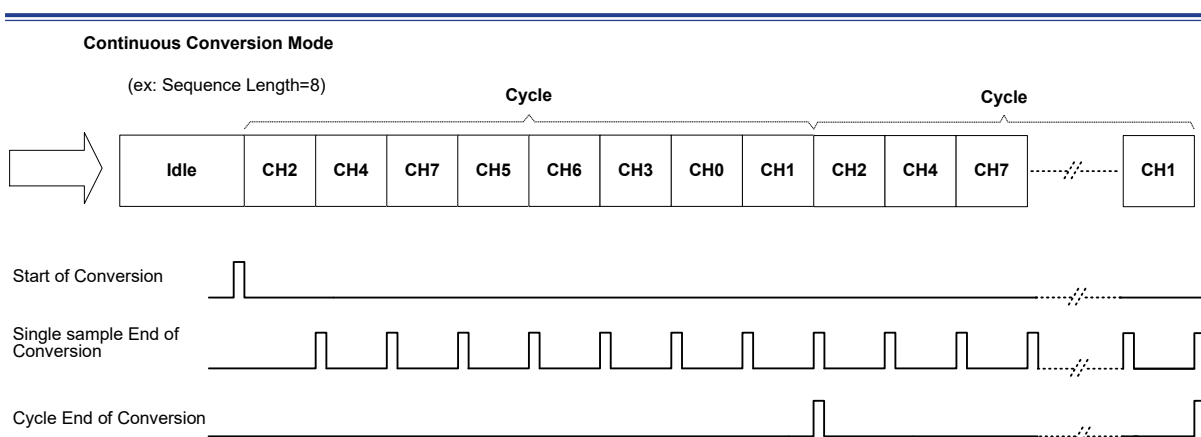 Continuous Conversion Mode
(ex: Sequence Length=8)
Cycle
Cycle
Idle
CH2
CH4
CH7
CH5
CH6
CH3
CH0
CH1
CH2
CH4
CH7
CH1
Start of Conversion
Single sample End of
Conversion
Cycle End of Conversion